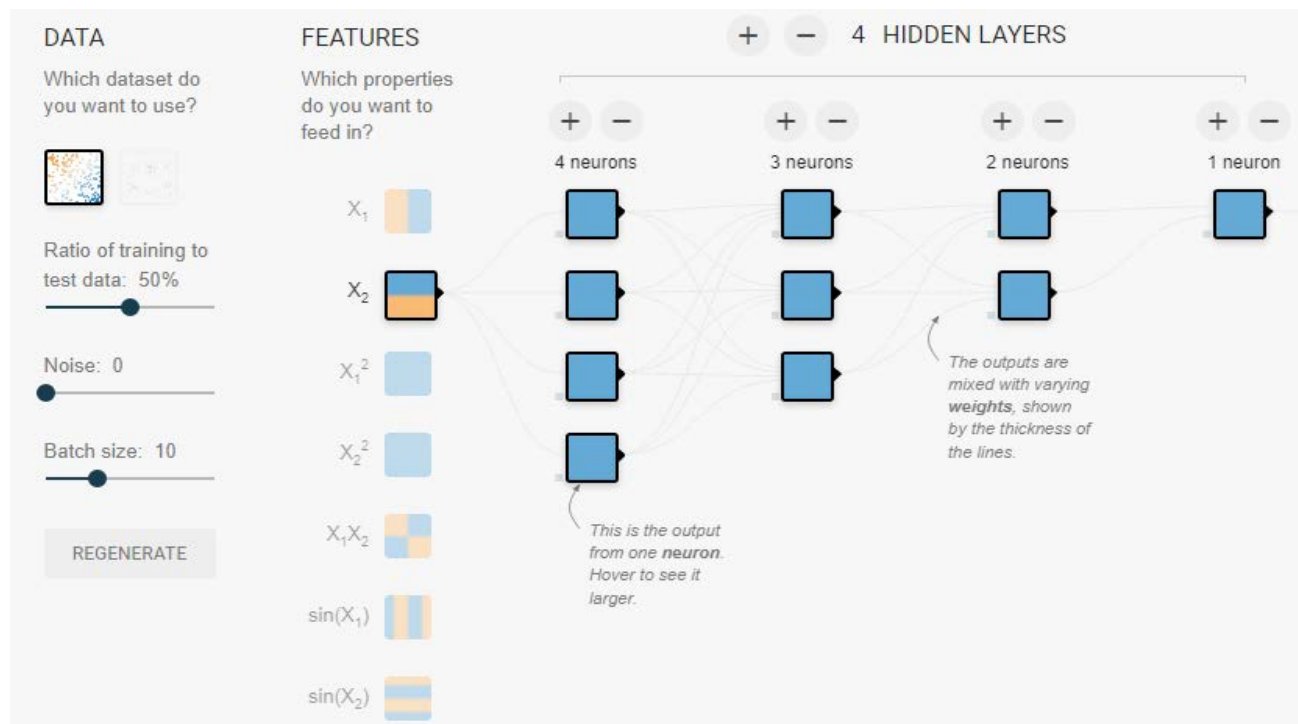 DATA
Which dataset do
you want to use?
Ratio of training to
test data: 50%
Noise: 0
Batch size: 10
REGENERATE
FEATURES
Which properties
do you want to
feed in?
X₁
X₂
X₁²
X₂²
X₁X₂
sin(X₁)
sin(X₂)
+ − 4 HIDDEN LAYERS
+ − + − + − + −
4 neurons 3 neurons 2 neurons 1 neuron
This is the output
from one neuron.
Hover to see it
larger.
The outputs are
mixed with varying
weights, shown
by the thickness of
the lines.